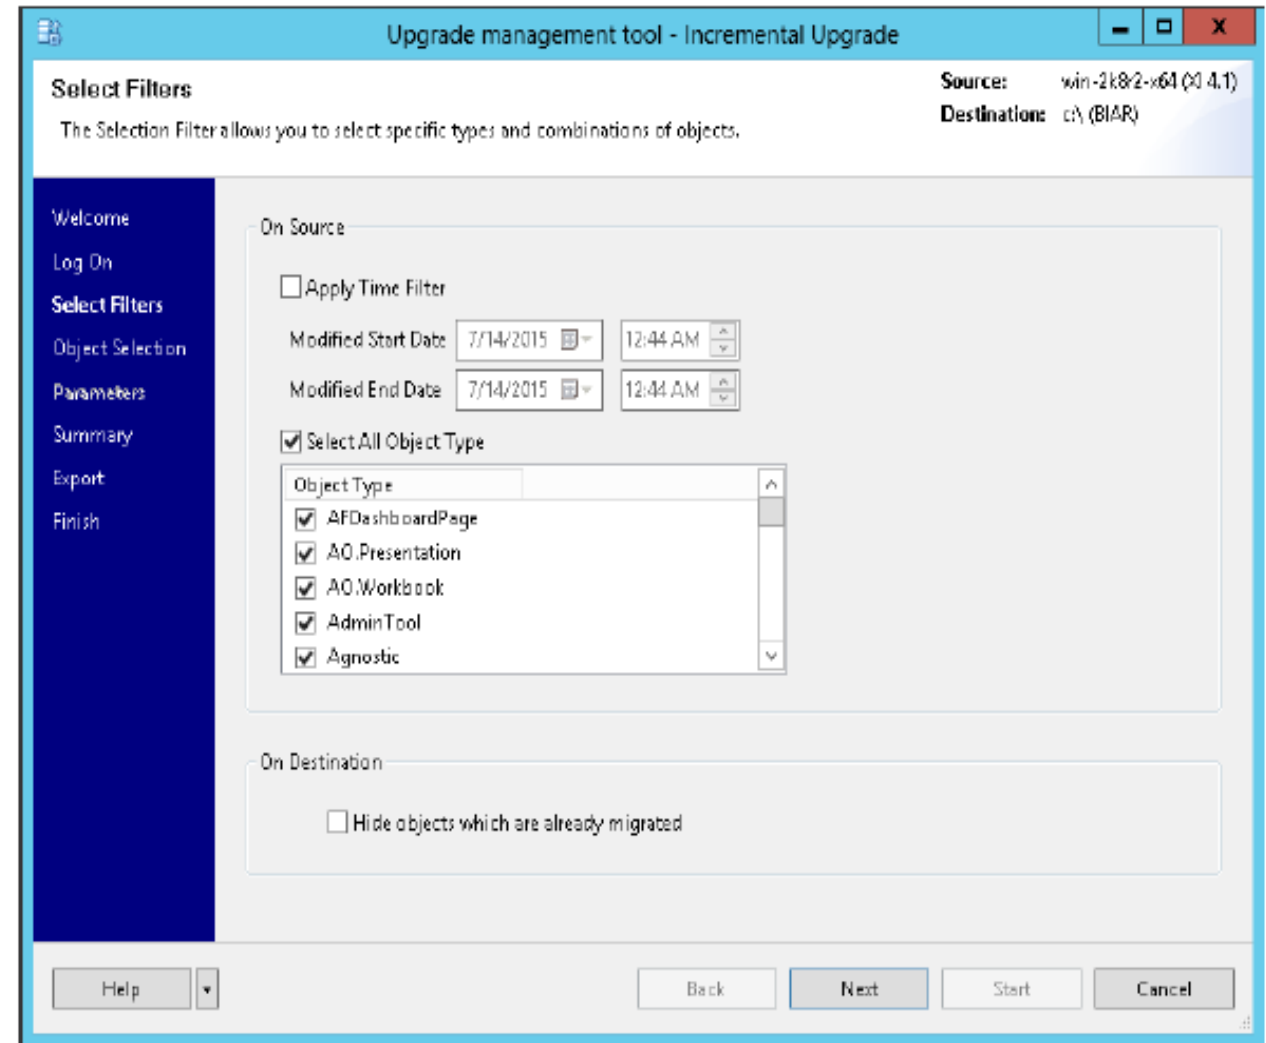 Upgrade management tool - Incremental Upgrade
Select Filters
The Selection Filter allows you to select specific types and combinations of objects.
Source: win-2k8r2-x64 (XI 4.1)
Destination: c:\ (BIAR)
Welcome
Log On
Select Filters
Object Selection
Parameters
Summary
Export
Finish
On Source
Apply Time Filter
Modified Start Date 7/14/2015 12:44 AM
Modified End Date 7/14/2015 12:44 AM
Select All Object Type
Object Type
AFDashboardPage
AO.Presentation
AO.Workbook
AdminTool
Agnostic
On Destination
Hide objects which are already migrated
Help Back Next Start Cancel